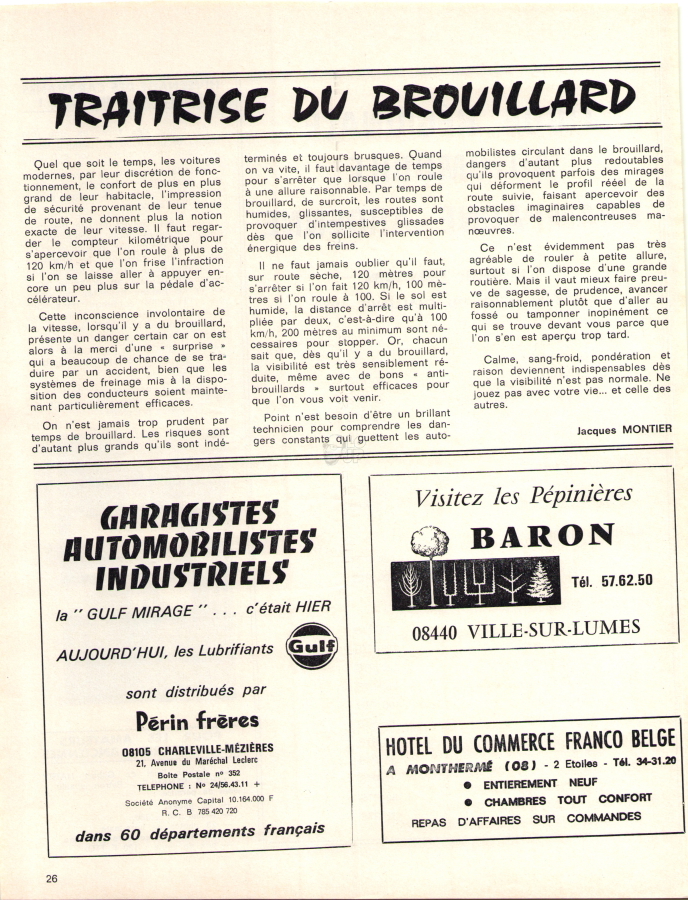 TRAITRISE DU BROUILLARD
Quel que soit le temps, les voitures
modernes, par leur discrétion de fonc-
tionnement, le confort de plus en plus
grand de leur habitacle, l'impression
de sécurité provenant de leur tenue
de route, ne donnent plus la notion
exacte de leur vitesse. Il faut regar-
der le compteur kilométrique pour
s'apercevoir que l'on roule à plus de
120 km/h et que l'on frise l'infraction
si l'on se laisse aller à appuyer en-
core un peu plus sur la pédale d'ac-
célérateur.
Cette inconscience involontaire de
la vitesse, lorsqu'il y a du brouillard,
présente un danger certain car on est
alors à la merci d'une « surprise »
qui a beaucoup de chance de se tra-
duire par un accident, bien que les
systèmes de freinage mis à la dispo-
sition des conducteurs soient mainte-
nant particulièrement efficaces.
On n'est jamais trop prudent par
temps de brouillard. Les risques sont
d'autant plus grands qu'ils sont indé-
terminés et toujours brusques. Quand
on va vite, il faut davantage de temps
pour s'arrêter que lorsque l'on roule
à une allure raisonnable. Par temps de
brouillard, de surcroit, les routes sont
humides, glissantes, susceptibles de
provoquer d'intempestives glissades
dès que l'on sollicite l'intervention
énergique des freins.
Il ne faut jamais oublier qu'il faut,
sur route sèche, 120 mètres pour
s'arrêter si l'on fait 120 km/h, 100 mè-
tres si l'on roule à 100. Si le sol est
humide, la distance d'arrêt est multi-
pliée par deux, c'est-à-dire qu'à 100
km/h, 200 mètres au minimum sont né-
cessaires pour stopper. Or, chacun
sait que, dès qu'il y a du brouillard,
la visibilité est très sensiblement ré-
duite, même avec de bons « anti-
brouillards » surtout efficaces pour
que l'on vous voit venir.
Point n'est besoin d'être un brillant
technicien pour comprendre les dan-
gers constants qui guettent les auto-
mobilistes circulant dans le brouillard,
dangers d'autant plus redoutables
qu'ils provoquent parfois des mirages
qui déforment le profil réeel de la
route suivie, faisant apercevoir des
obstacles imaginaires capables de
provoquer de malencontreuses ma-
nœuvres.
Ce n'est évidemment pas très
agréable de rouler à petite allure,
surtout si l'on dispose d'une grande
routière. Mais il vaut mieux faire preu-
ve de sagesse, de prudence, avancer
raisonnablement plutôt que d'aller au
fossé ou tamponner inopinément ce
qui se trouve devant vous parce que
l'on s'en est aperçu trop tard.
Calme, sang-froid, pondération et
raison deviennent indispensables dès
que la visibilité n'est pas normale. Ne
jouez pas avec votre vie... et celle des
autres.
Jacques MONTIER
GARAGISTES
AUTOMOBILISTES
INDUSTRIELS
la " GULF MIRAGE " . . . c'était HIER
AUJOURD'HUI, les Lubrifiants Gulf
sont distribués par
Périn frères
08105 CHARLEVILLE-MÉZIÈRES
21, Avenue du Maréchal Leclerc
Boite Postale nº 352
TELEPHONE : Nº 24/56.43.11 +
Société Anonyme Capital 10.164.000 F
R. C. B 785 420 720
dans 60 départements français
Visitez les Pépinières
BARON
Tél. 57.62.50
08440 VILLE-SUR-LUMES
HOTEL DU COMMERCE FRANCO BELGE
A MONTHERMÉ (08) - 2 Etoiles - Tél. 34-31.20
● ENTIEREMENT NEUF
● CHAMBRES TOUT CONFORT
REPAS D'AFFAIRES SUR COMMANDES
26